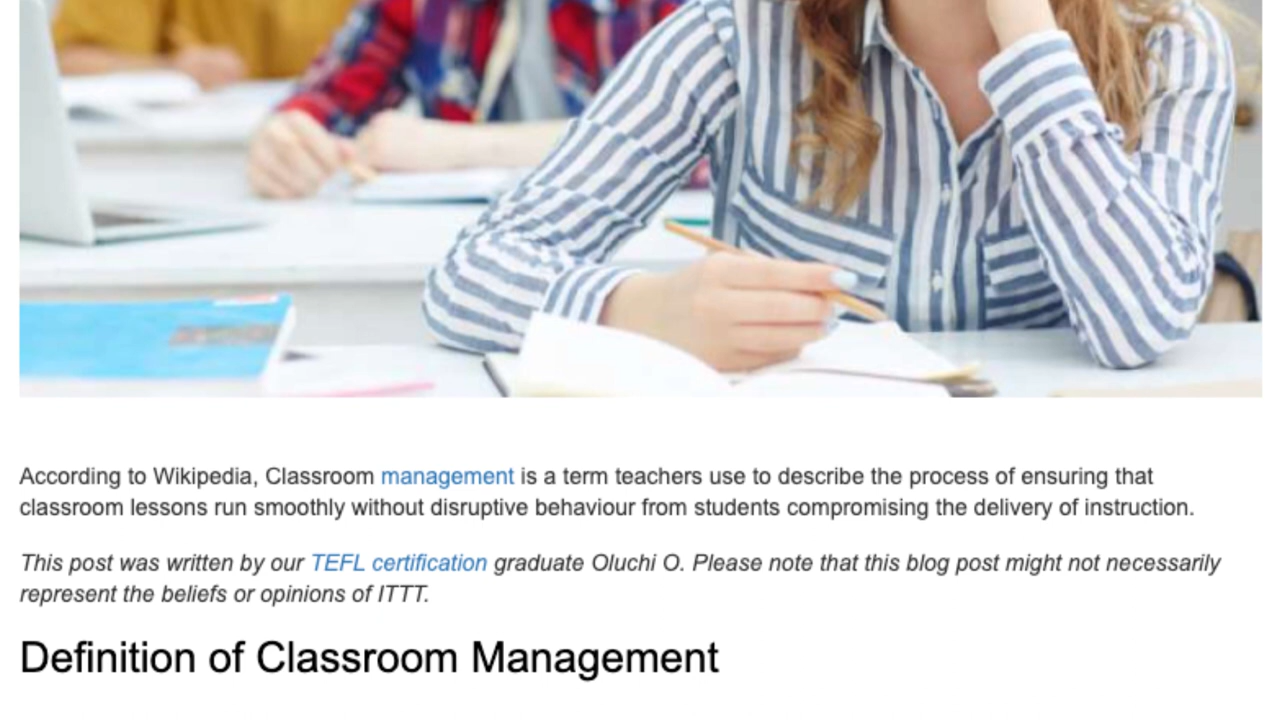 According to Wikipedia, Classroom management is a term teachers use to describe the process of ensuring that
classroom lessons run smoothly without disruptive behaviour from students compromising the delivery of instruction.
This post was written by our TEFL certification graduate Oluchi O. Please note that this blog post might not necessarily
represent the beliefs or opinions of ITTT.
Definition of Classroom Management